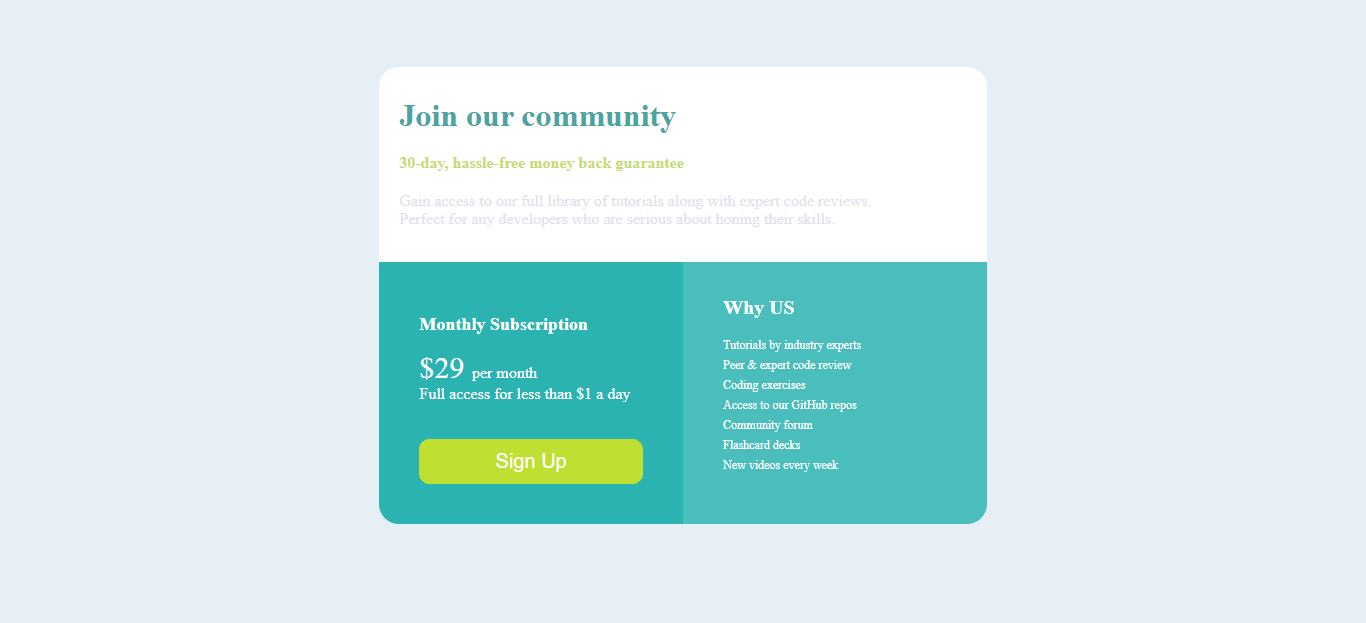 Join our community
30-day, hassle-free money back guarantee
Gain access to our full library of tutorials along with expert code reviews.
Perfect for any developers who are serious about honing their skills.
Monthly Subscription
$29 per month
Full access for less than $1 a day
Sign Up
Why US
Tutorials by industry experts
Peer & expert code review
Coding exercises
Access to our GitHub repos
Community forum
Flashcard decks
New videos every week